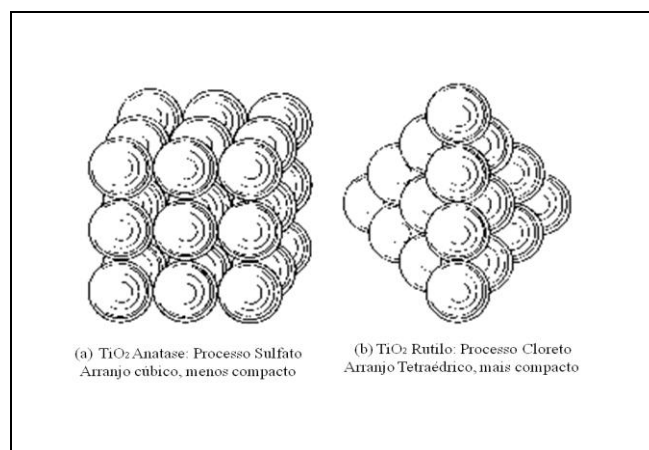 (a) TiO₂ Anatase: Processo Sulfato
Arranjo cúbico, menos compacto
(b) TiO₂ Rutilo: Processo Cloreto
Arranjo Tetraédrico, mais compacto